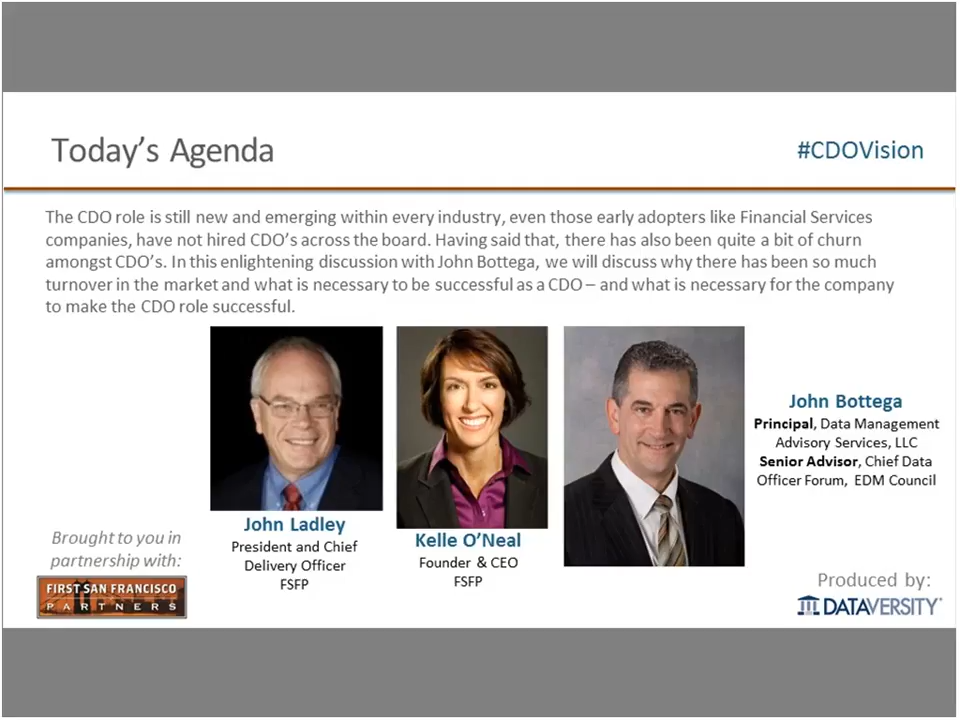 Today's Agenda
#CDOVision
The CDO role is still new and emerging within every industry, even those early adopters like Financial Services
companies, have not hired CDO's across the board. Having said that, there has also been quite a bit of churn
amongst CDO's. In this enlightening discussion with John Bottega, we will discuss why there has been so much
turnover in the market and what is necessary to be successful as a CDO – and what is necessary for the company
to make the CDO role successful.
John Ladley
President and Chief
Delivery Officer
FSFP
Kelle O'Neal
Founder & CEO
FSFP
John Bottega
Principal, Data Management
Advisory Services, LLC
Senior Advisor, Chief Data
Officer Forum, EDM Council
Brought to you in
partnership with:
FIRST SAN FRANCISCO
PARTNERS
Produced by:
DATAVERSITY